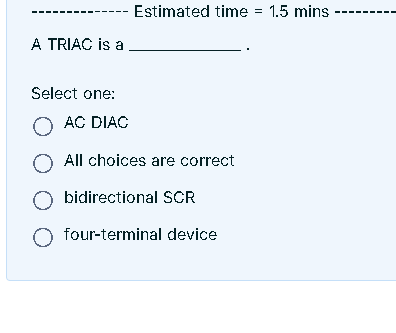 -------------- Estimated time = 1.5 mins ---------
A TRIAC is a ______________ .
Select one:
AC DIAC
All choices are correct
bidirectional SCR
four-terminal device